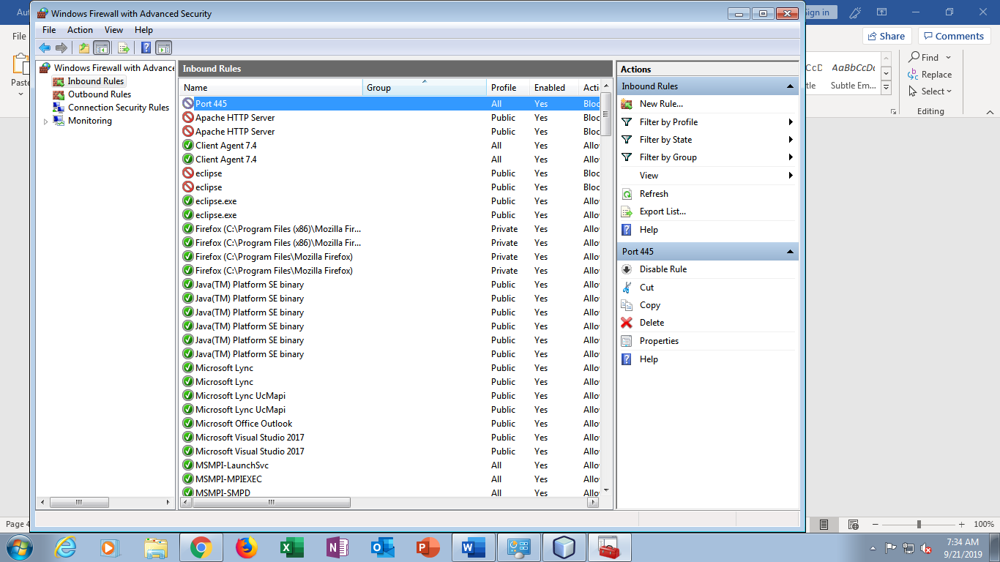 Windows Firewall with Advanced Security
Sign in
File Action View Help
File
Share Comments
Paste
Windows Firewall with Advance
Inbound Rules
Outbound Rules
Connection Security Rules
Monitoring
Inbound Rules
Name Group Profile Enabled Acti
Port 445 All Yes Bloc
Apache HTTP Server Public Yes Bloc
Apache HTTP Server Public Yes Bloc
Client Agent 7.4 All Yes Allo
Client Agent 7.4 All Yes Allo
eclipse Public Yes Bloc
eclipse Public Yes Bloc
eclipse.exe Public Yes Allo
eclipse.exe Public Yes Allo
Firefox (C:\Program Files (x86)\Mozilla Fir... Private Yes Allo
Firefox (C:\Program Files (x86)\Mozilla Fir... Private Yes Allo
Firefox (C:\Program Files\Mozilla Firefox) Private Yes Allo
Firefox (C:\Program Files\Mozilla Firefox) Private Yes Allo
Java(TM) Platform SE binary Public Yes Allo
Java(TM) Platform SE binary Public Yes Allo
Java(TM) Platform SE binary Public Yes Allo
Java(TM) Platform SE binary Public Yes Allo
Java(TM) Platform SE binary Public Yes Allo
Java(TM) Platform SE binary Public Yes Allo
Microsoft Lync Public Yes Allo
Microsoft Lync Public Yes Allo
Microsoft Lync UcMapi Public Yes Allo
Microsoft Lync UcMapi Public Yes Allo
Microsoft Office Outlook Public Yes Allo
Microsoft Visual Studio 2017 Public Yes Allo
Microsoft Visual Studio 2017 Public Yes Allo
MSMPI-LaunchSvc All Yes Allo
MSMPI-MPIEXEC All Yes Allo
MSMPI-SMPD All Yes Allo
Actions
Inbound Rules
New Rule...
Filter by Profile
Filter by State
Filter by Group
View
Refresh
Export List...
Help
Port 445
Disable Rule
Cut
Copy
Delete
Properties
Help
CcD AaBbCcDc
tle Subtle Em...
Find
Replace
Select
Editing
Page 4
100%
7:34 AM
9/21/2019